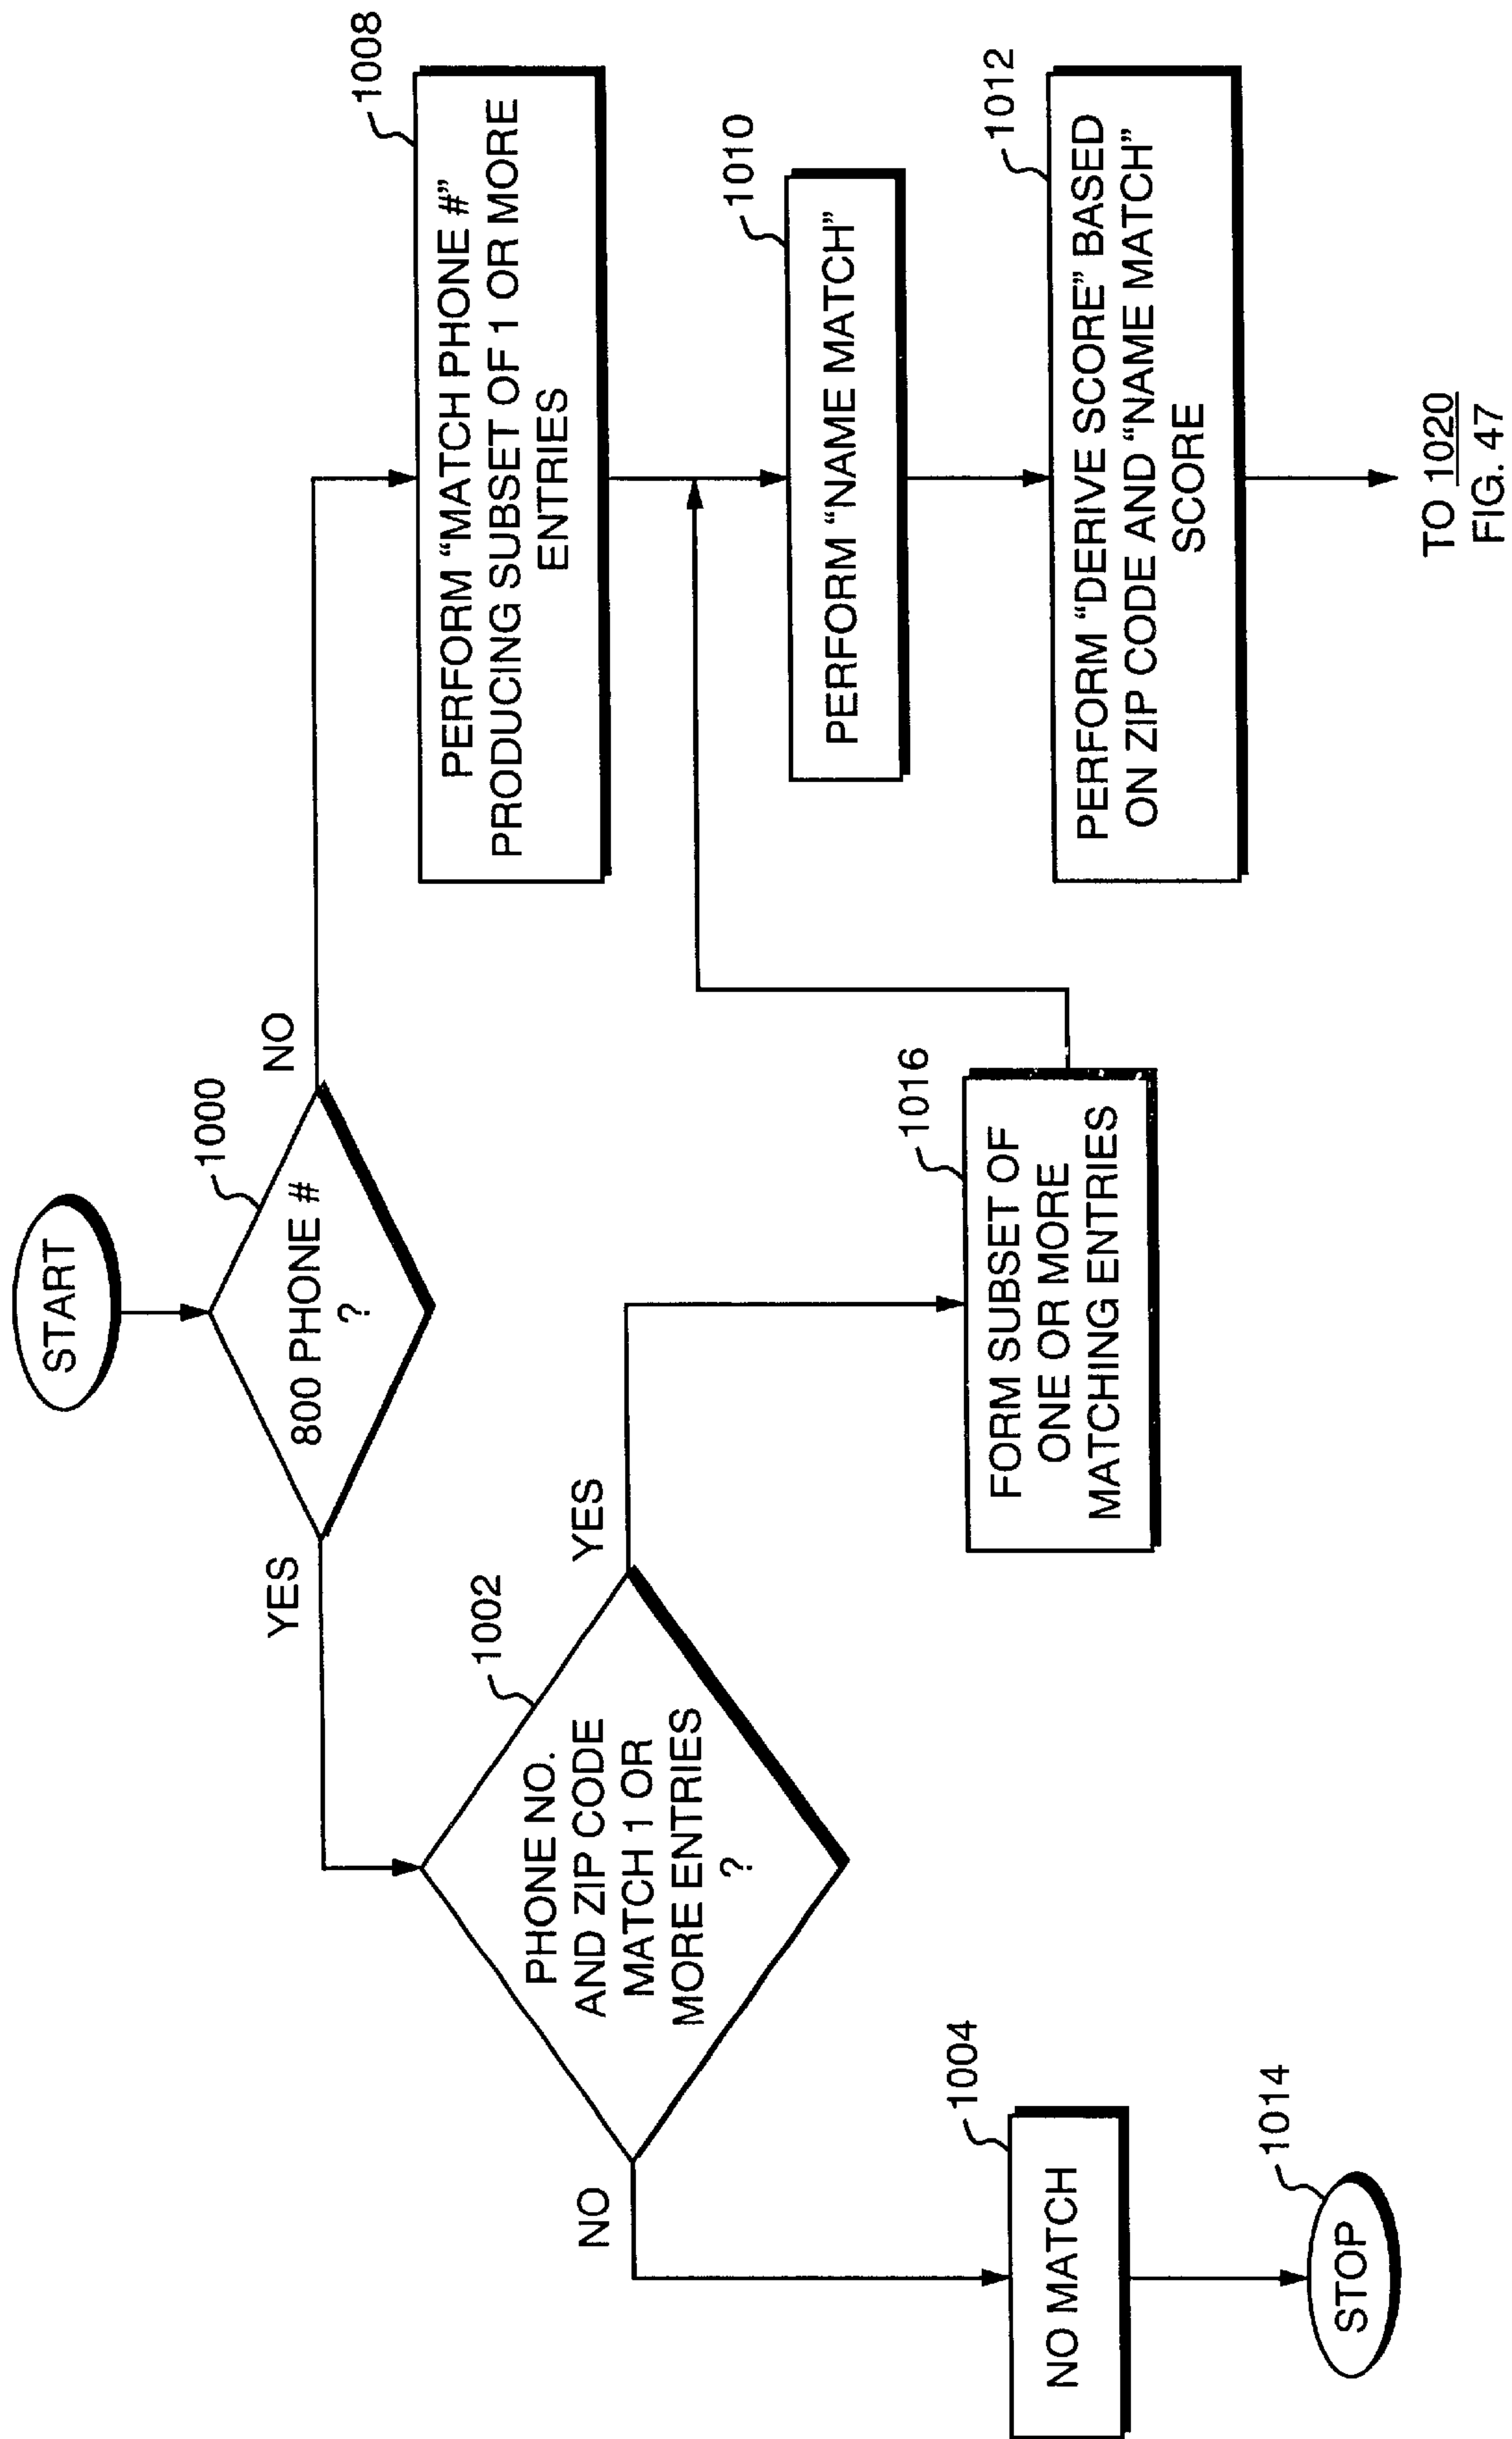 START
1000
800 PHONE #
?
YES
NO
1002
PHONE NO.
AND ZIP CODE
MATCH 1 OR
MORE ENTRIES
?
NO
YES
1004
NO MATCH
1014
STOP
1016
FORM SUBSET OF
ONE OR MORE
MATCHING ENTRIES
1008
PERFORM “MATCH PHONE #”
PRODUCING SUBSET OF 1 OR MORE
ENTRIES
1010
PERFORM “NAME MATCH”
1012
PERFORM “DERIVE SCORE” BASED
ON ZIP CODE AND “NAME MATCH”
SCORE
TO 1020
FIG. 47